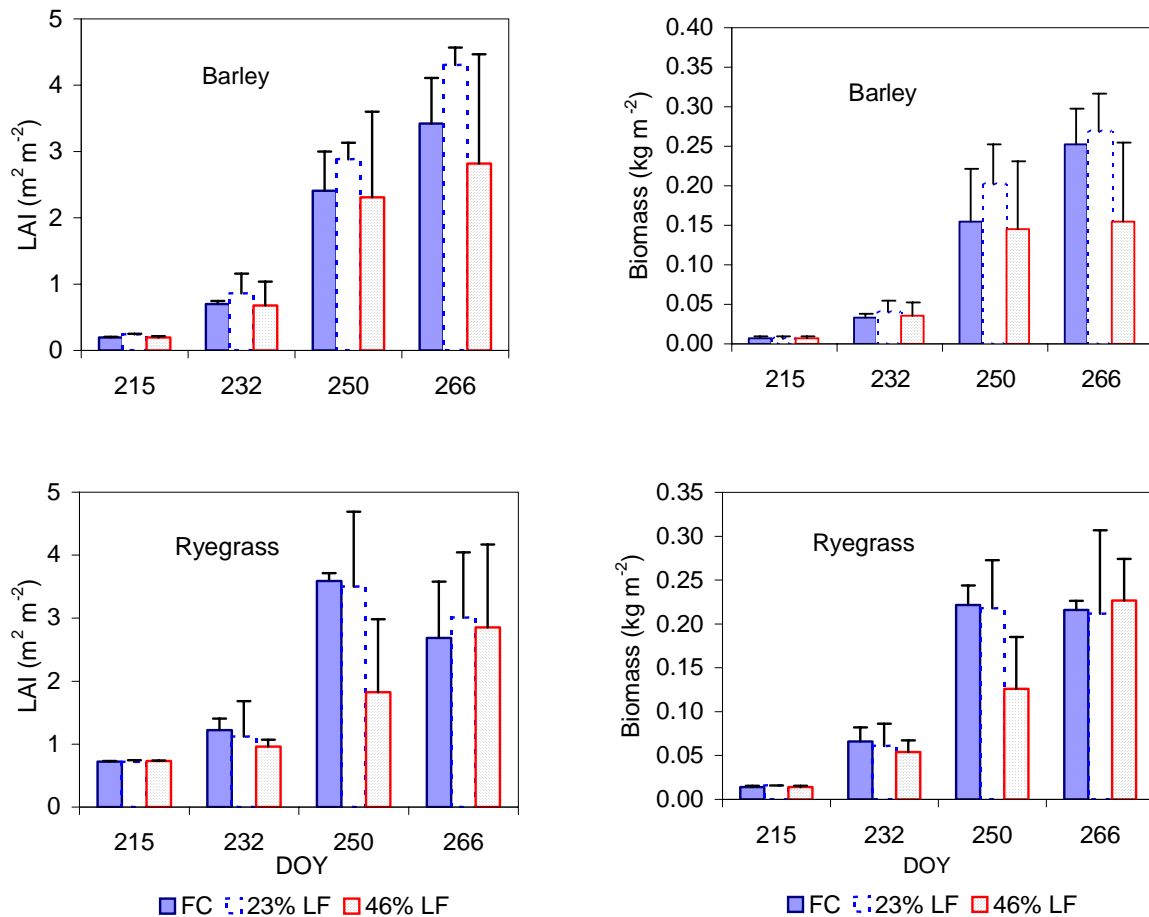 5
4
3
2
1
0
LAI (m² m⁻²)
Barley
215 232 250 266
0.40
0.35
0.30
0.25
0.20
0.15
0.10
0.05
0.00
Biomass (kg m⁻²)
Barley
215 232 250 266
5
4
3
2
1
0
LAI (m² m⁻²)
Ryegrass
215 232 250 266
DOY
FC 23% LF 46% LF
0.35
0.30
0.25
0.20
0.15
0.10
0.05
0.00
Biomass (kg m⁻²)
Ryegrass
215 232 250 266
DOY
FC 23% LF 46% LF